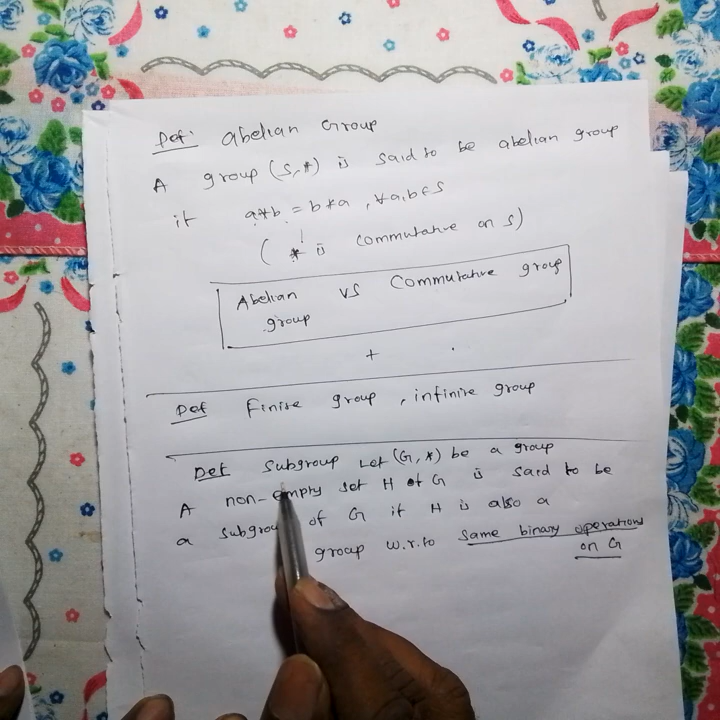 Def: Abelian Group
A group (S,*) is said to be abelian group
if a*b = b*a, ∀a,b∈S
( * is commutative on S)
Abelian vs Commutative group
group
+ .
Def Finite group, infinite group
Def Subgroup Let (G,*) be a group
A non-empty set H of G is said to be
a subgroup of G if H is also a
group w.r.to same binary operation
on G